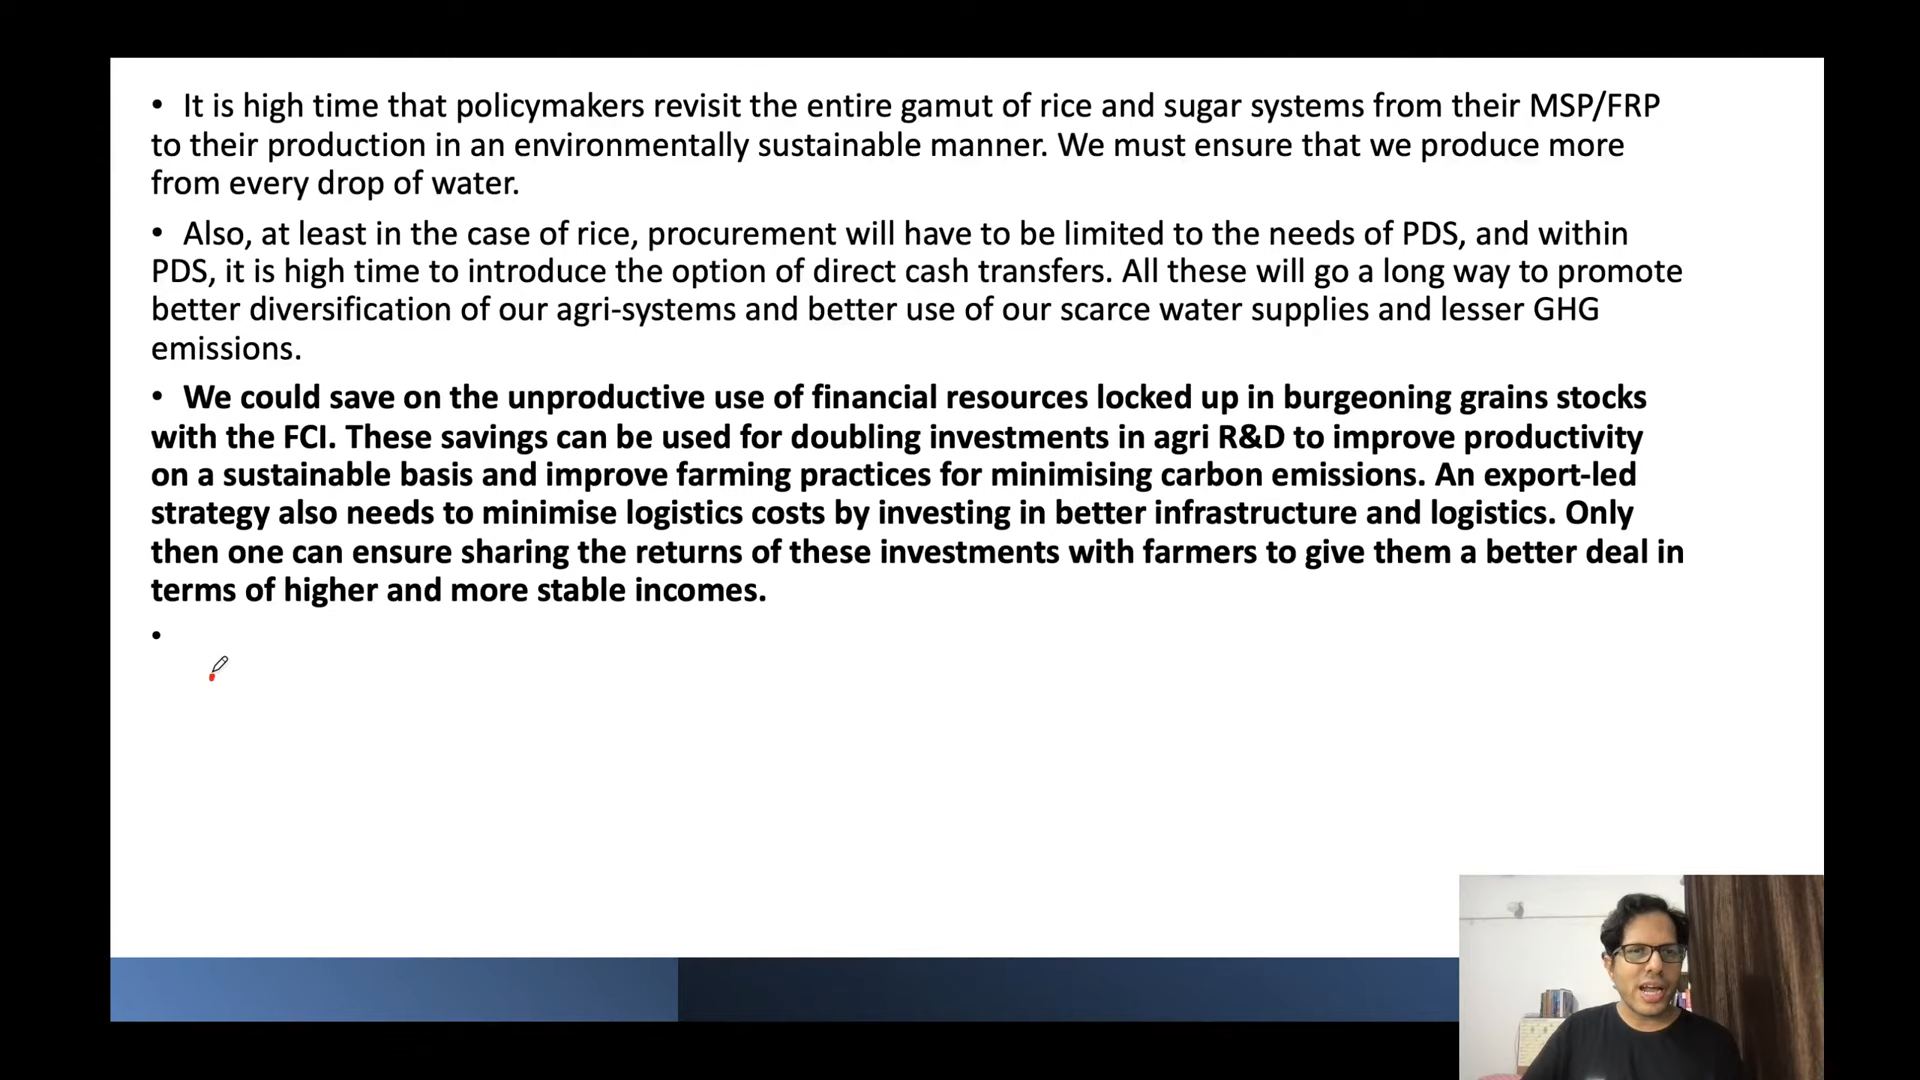 • It is high time that policymakers revisit the entire gamut of rice and sugar systems from their MSP/FRP
to their production in an environmentally sustainable manner. We must ensure that we produce more
from every drop of water.
• Also, at least in the case of rice, procurement will have to be limited to the needs of PDS, and within
PDS, it is high time to introduce the option of direct cash transfers. All these will go a long way to promote
better diversification of our agri-systems and better use of our scarce water supplies and lesser GHG
emissions.
• We could save on the unproductive use of financial resources locked up in burgeoning grains stocks
with the FCI. These savings can be used for doubling investments in agri R&D to improve productivity
on a sustainable basis and improve farming practices for minimising carbon emissions. An export-led
strategy also needs to minimise logistics costs by investing in better infrastructure and logistics. Only
then one can ensure sharing the returns of these investments with farmers to give them a better deal in
terms of higher and more stable incomes.
•